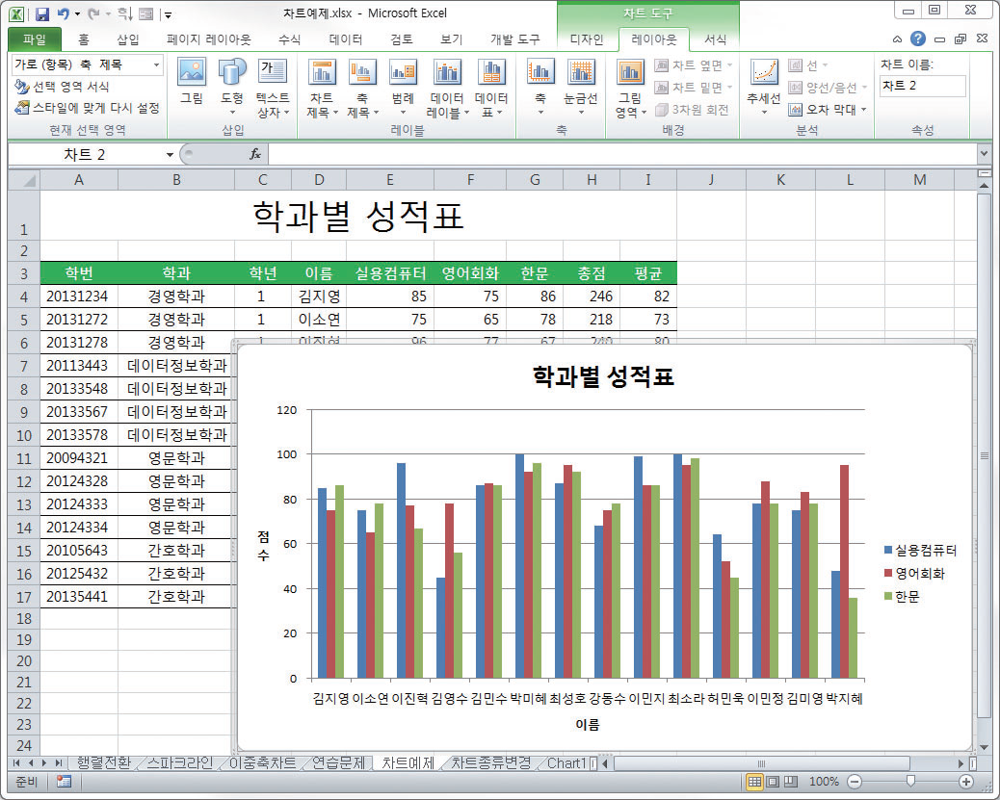 차트예제.xlsx - Microsoft Excel
차트 도구
파일 홈 삽입 페이지 레이아웃 수식 데이터 검토 보기 개발 도구 디자인 레이아웃 서식
가로 (항목) 축 제목
선택 영역 서식
스타일에 맞게 다시 설정
현재 선택 영역
그림 도형 텍스트 상자
삽입
차트 제목 축 제목 범례 데이터 레이블 데이터 표
레이블
축 눈금선
축
그림 영역
차트 옆면
차트 밑면
3차원 회전
배경
추세선
선
양선/음선
오차 막대
분석
차트 이름:
차트 2
속성
차트 2 fx
A B C D E F G H I J K L M
1 학과별 성적표
2
3 학번 학과 학년 이름 실용컴퓨터 영어회화 한문 총점 평균
4 20131234 경영학과 1 김지영 85 75 86 246 82
5 20131272 경영학과 1 이소연 75 65 78 218 73
6 20131278 경영학과 1 이진혁 96 77 67 240 80
7 20113443 데이터정보학과
8 20133548 데이터정보학과
9 20133567 데이터정보학과
10 20133578 데이터정보학과
11 20094321 영문학과
12 20124328 영문학과
13 20124333 영문학과
14 20124334 영문학과
15 20105643 간호학과
16 20125432 간호학과
17 20135441 간호학과
18
19
20
21
22
23
24
학과별 성적표
120
100
80
60
40
20
0
점수
김지영 이소연 이진혁 김영수 김민수 박미혜 최성호 강동수 이민지 최소라 허민욱 이민정 김미영 박지혜
이름
실용컴퓨터
영어회화
한문
행렬전환 스파크라인 이중축차트 연습문제 차트예제 차트종류변경 Chart1
준비 100%